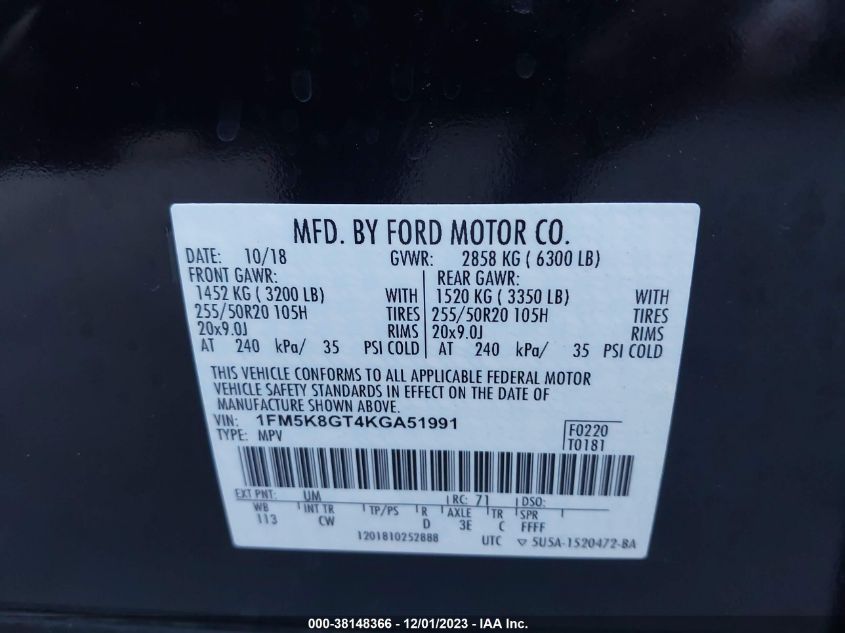 MFD. BY FORD MOTOR CO.
DATE: 10/18 GVWR: 2858 KG ( 6300 LB)
FRONT GAWR: REAR GAWR:
1452 KG ( 3200 LB) WITH 1520 KG ( 3350 LB) WITH
255/50R20 105H TIRES 255/50R20 105H TIRES
20x9.0J RIMS 20x9.0J RIMS
AT 240 kPa/ 35 PSI COLD AT 240 kPa/ 35 PSI COLD
THIS VEHICLE CONFORMS TO ALL APPLICABLE FEDERAL MOTOR
VEHICLE SAFETY STANDARDS IN EFFECT ON THE DATE OF
MANUFACTURE SHOWN ABOVE.
VIN: 1FM5K8GT4KGA51991 F0220
TYPE: MPV T0181
EXT PNT: UM RC: 71 DSO:
WB INT TR TP/PS R AXLE TR SPR
113 CW D 3E C FFFF
1201810252888 UTC ▽ 5U5A-1520472-BA
000-38148366 - 12/01/2023 - IAA Inc.